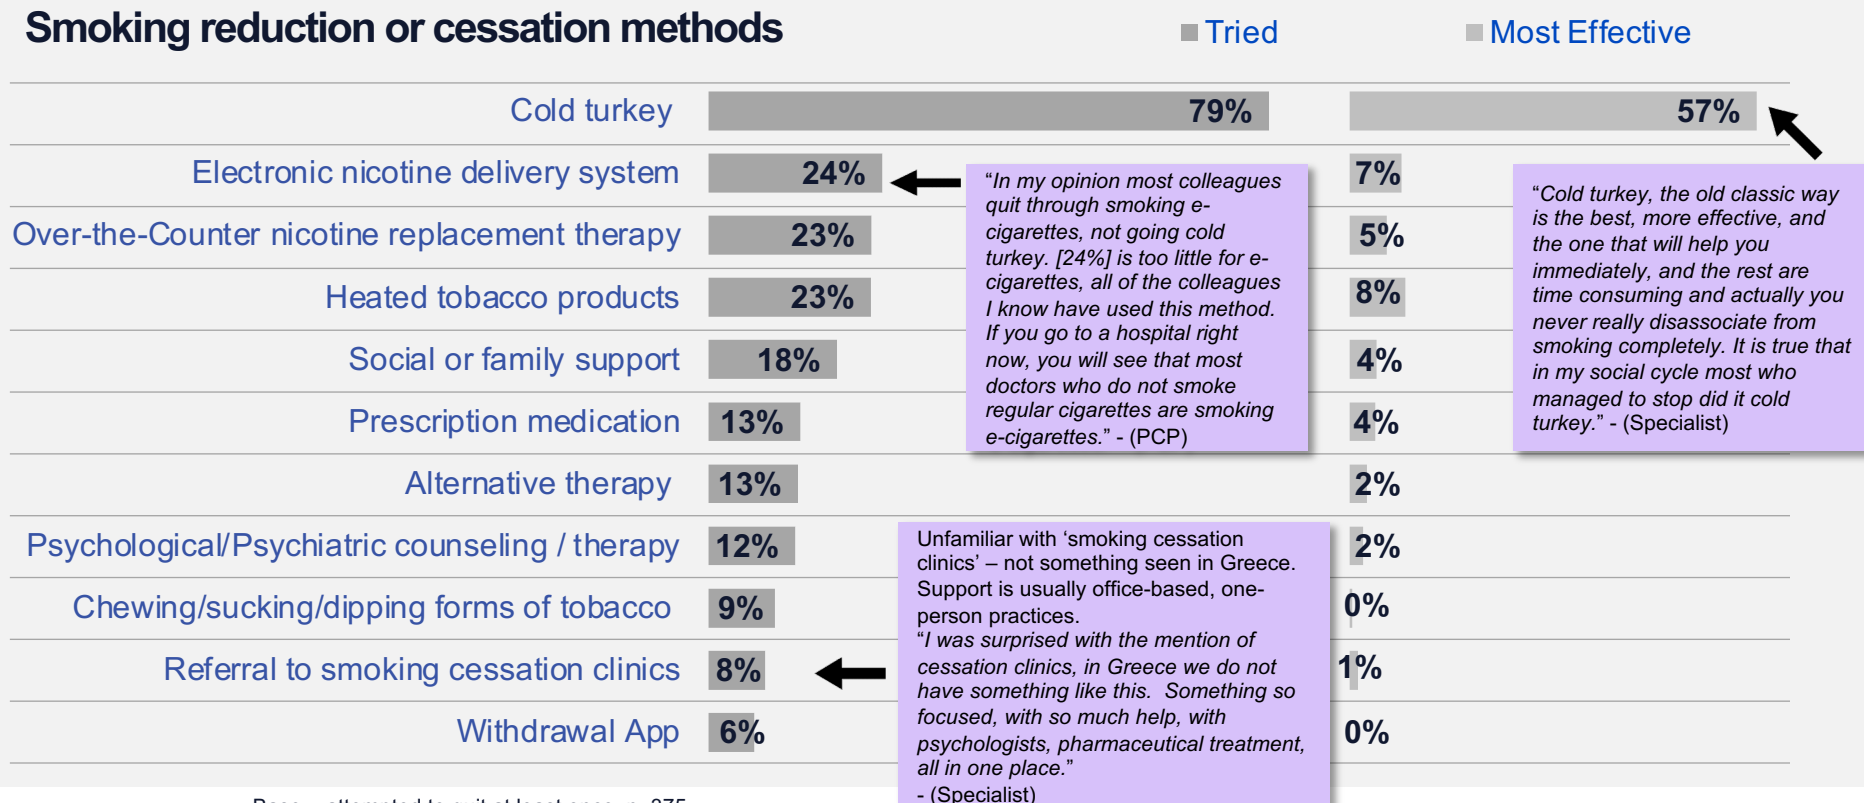 Smoking reduction or cessation methods
Tried
Most Effective
Cold turkey 79% 57%
Electronic nicotine delivery system 24% 7%
Over-the-Counter nicotine replacement therapy 23% 5%
Heated tobacco products 23% 8%
Social or family support 18% 4%
Prescription medication 13% 4%
Alternative therapy 13% 2%
Psychological/Psychiatric counseling / therapy 12% 2%
Chewing/sucking/dipping forms of tobacco 9% 0%
Referral to smoking cessation clinics 8% 1%
Withdrawal App 6% 0%
“In my opinion most colleagues
quit through smoking e-
cigarettes, not going cold
turkey. [24%] is too little for e-
cigarettes, all of the colleagues
I know have used this method.
If you go to a hospital right
now, you will see that most
doctors who do not smoke
regular cigarettes are smoking
e-cigarettes.” - (PCP)
“Cold turkey, the old classic way
is the best, more effective, and
the one that will help you
immediately, and the rest are
time consuming and actually you
never really disassociate from
smoking completely. It is true that
in my social cycle most who
managed to stop did it cold
turkey.” - (Specialist)
Unfamiliar with ‘smoking cessation
clinics’ – not something seen in Greece.
Support is usually office-based, one-
person practices.
“I was surprised with the mention of
cessation clinics, in Greece we do not
have something like this. Something so
focused, with so much help, with
psychologists, pharmaceutical treatment,
all in one place.”
- (Specialist)